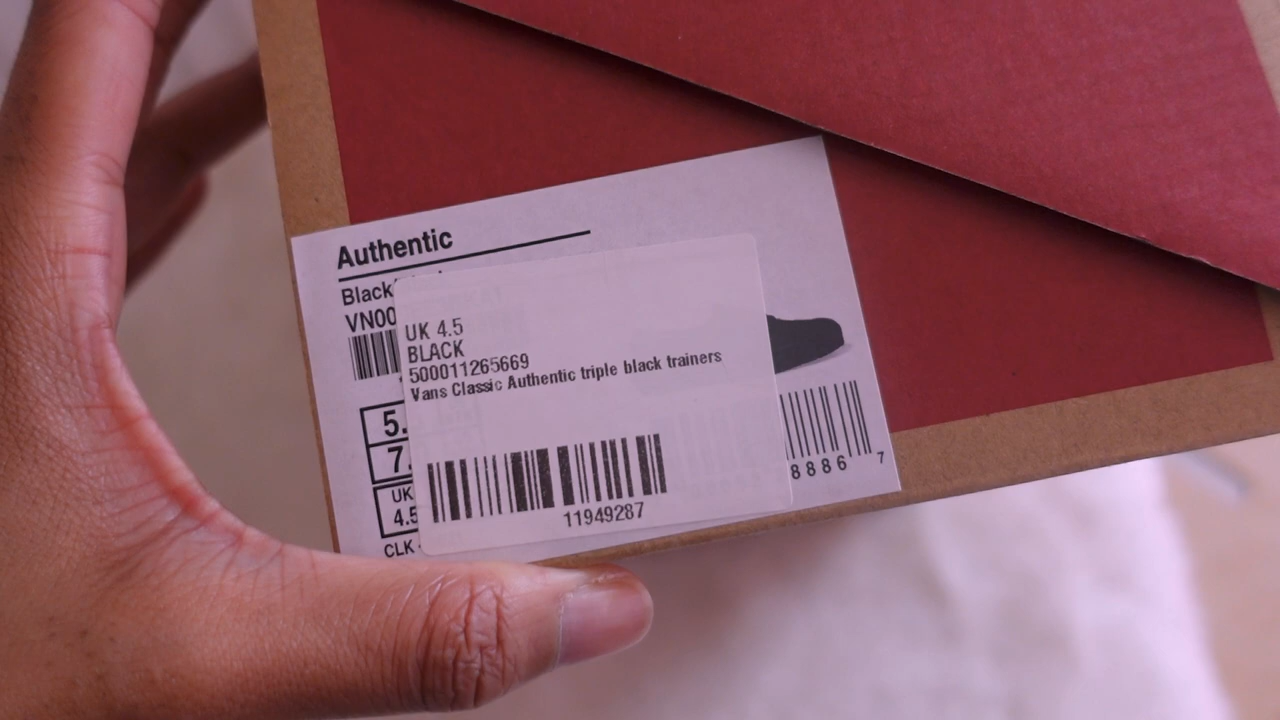 Authentic
Black
VN00
UK 4.5
BLACK
500011265669
Vans Classic Authentic triple black trainers
5.
7.
UK
4.5
CLK
8886 7
11949287